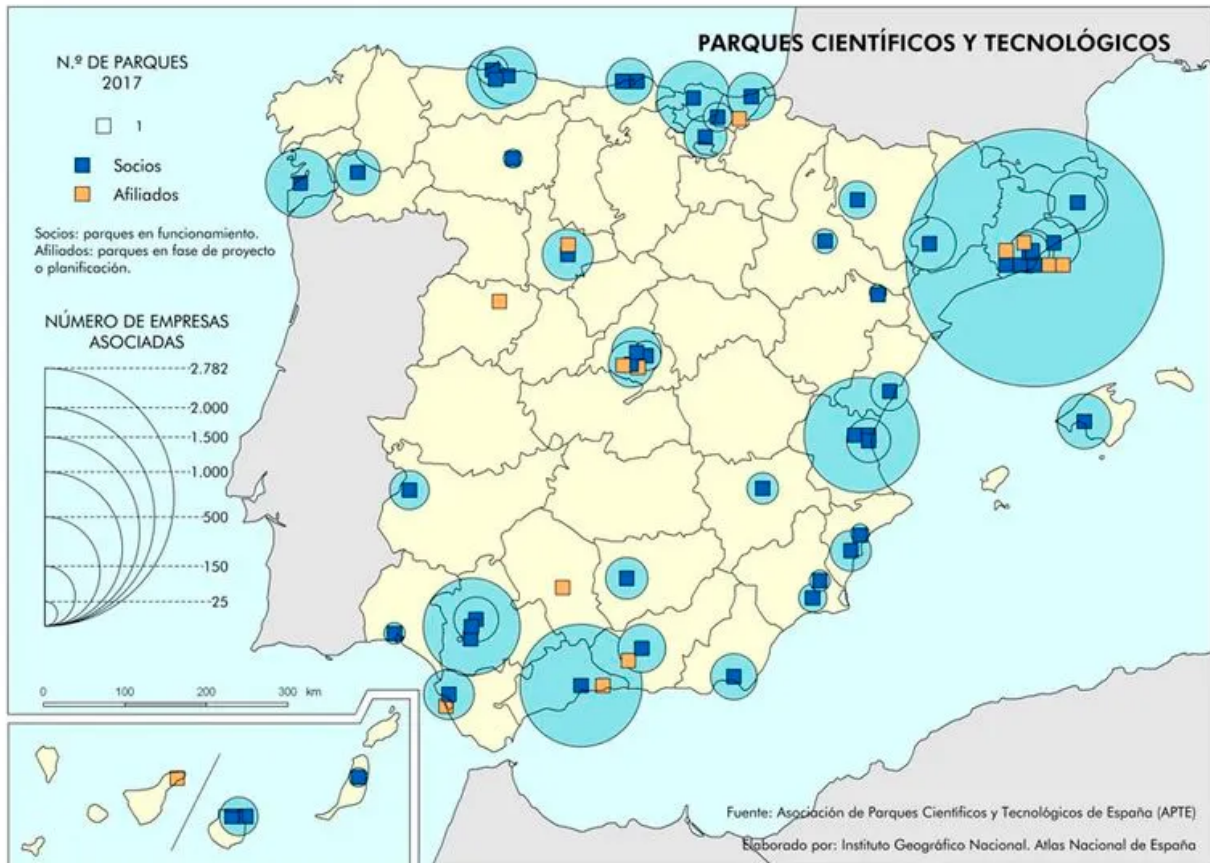 PARQUES CIENTÍFICOS Y TECNOLÓGICOS
N.º DE PARQUES
2017
1
Socios
Afiliados
Socios: parques en funcionamiento.
Afiliados: parques en fase de proyecto
o planificación.
NÚMERO DE EMPRESAS
ASOCIADAS
2.782
2.000
1.500
1.000
500
150
25
0 100 200 300 km
Fuente: Asociación de Parques Científicos y Tecnológicos de España (APTE)
Elaborado por: Instituto Geográfico Nacional. Atlas Nacional de España